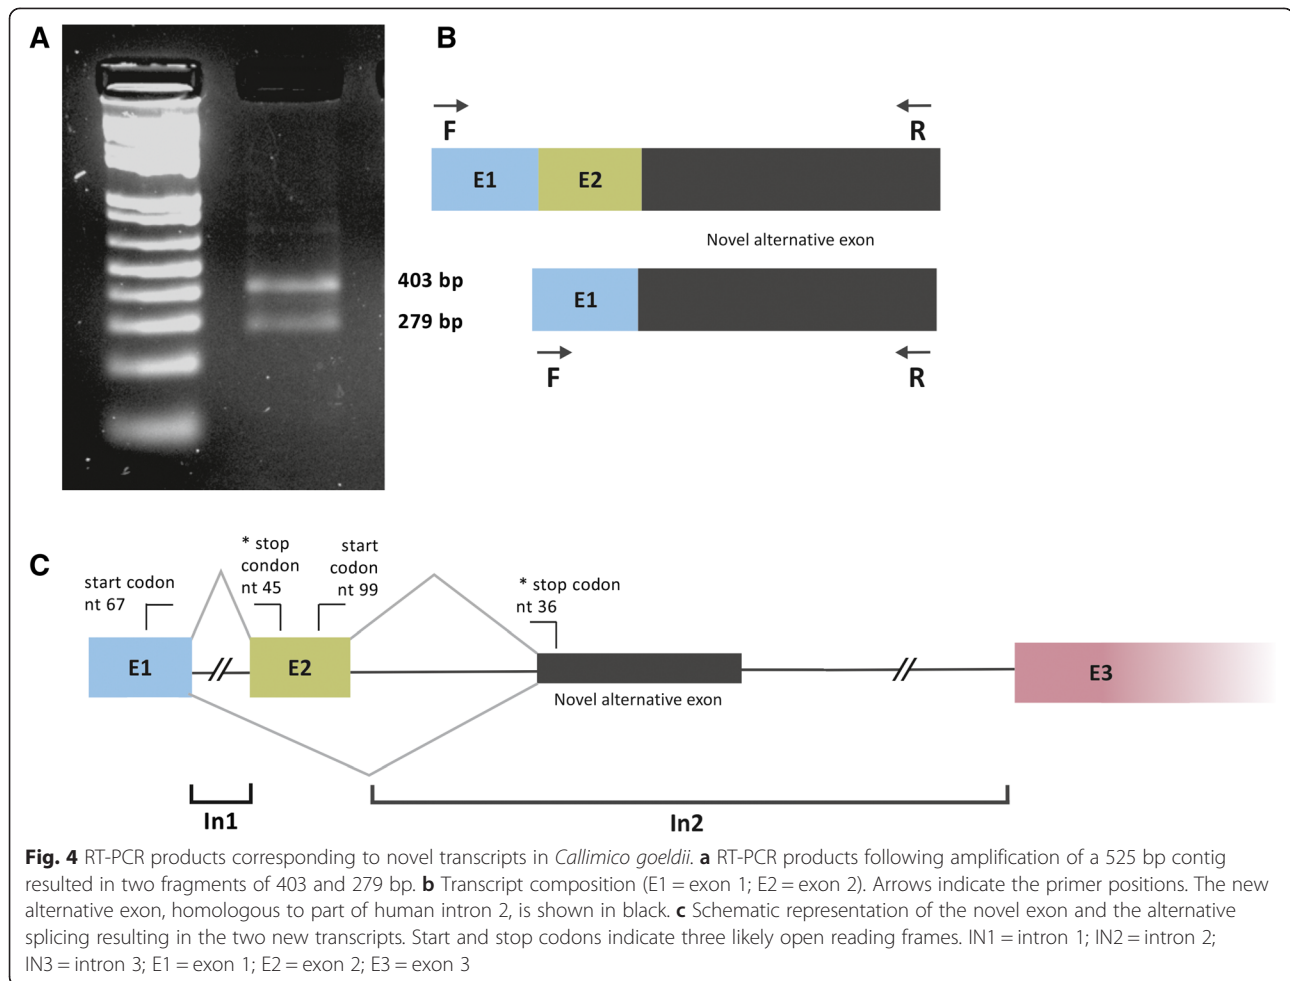 A
B
F
R
E1
E2
Novel alternative exon
403 bp
279 bp
E1
F
R
C
start codon
nt 67
* stop
condon
nt 45
start
codon
nt 99
* stop codon
nt 36
E1
E2
E3
Novel alternative exon
In1
In2
Fig. 4 RT-PCR products corresponding to novel transcripts in Callimico goeldii. a RT-PCR products following amplification of a 525 bp contig
resulted in two fragments of 403 and 279 bp. b Transcript composition (E1 = exon 1; E2 = exon 2). Arrows indicate the primer positions. The new
alternative exon, homologous to part of human intron 2, is shown in black. c Schematic representation of the novel exon and the alternative
splicing resulting in the two new transcripts. Start and stop codons indicate three likely open reading frames. IN1 = intron 1; IN2 = intron 2;
IN3 = intron 3; E1 = exon 1; E2 = exon 2; E3 = exon 3